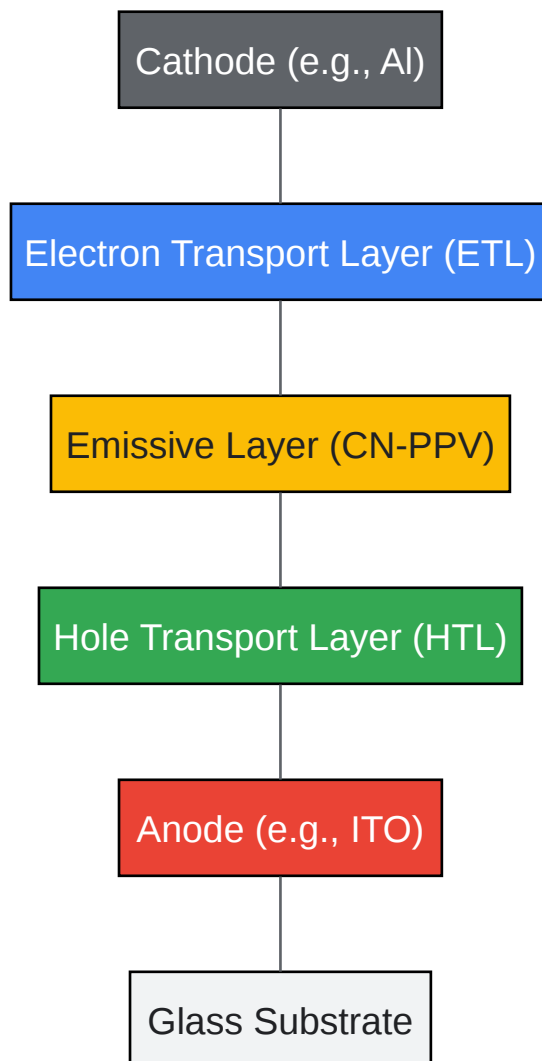 Cathode (e.g., Al)
Electron Transport Layer (ETL)
Emissive Layer (CN-PPV)
Hole Transport Layer (HTL)
Anode (e.g., ITO)
Glass Substrate